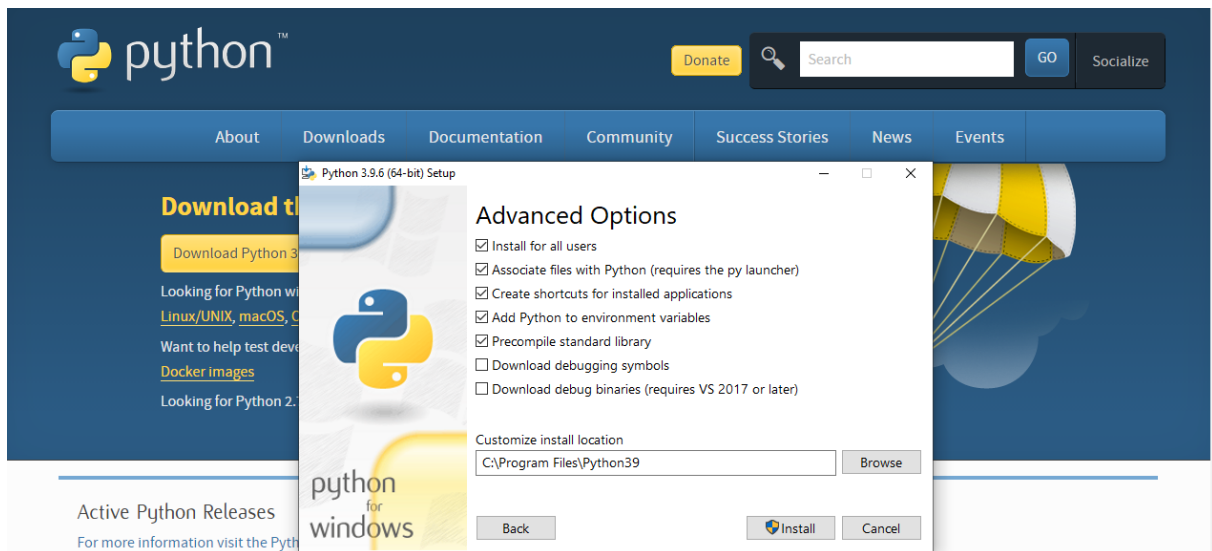 python™
Donate
Search
GO
Socialize
About Downloads Documentation Community Success Stories News Events
Download t
Download Python 3
Looking for Python wi
Linux/UNIX, macOS,
Want to help test deve
Docker images
Looking for Python 2.
Python 3.9.6 (64-bit) Setup
Advanced Options
Install for all users
Associate files with Python (requires the py launcher)
Create shortcuts for installed applications
Add Python to environment variables
Precompile standard library
Download debugging symbols
Download debug binaries (requires VS 2017 or later)
Customize install location
C:\Program Files\Python39
Browse
python
for
windows
Back
Install
Cancel
Active Python Releases
For more information visit the Pyth